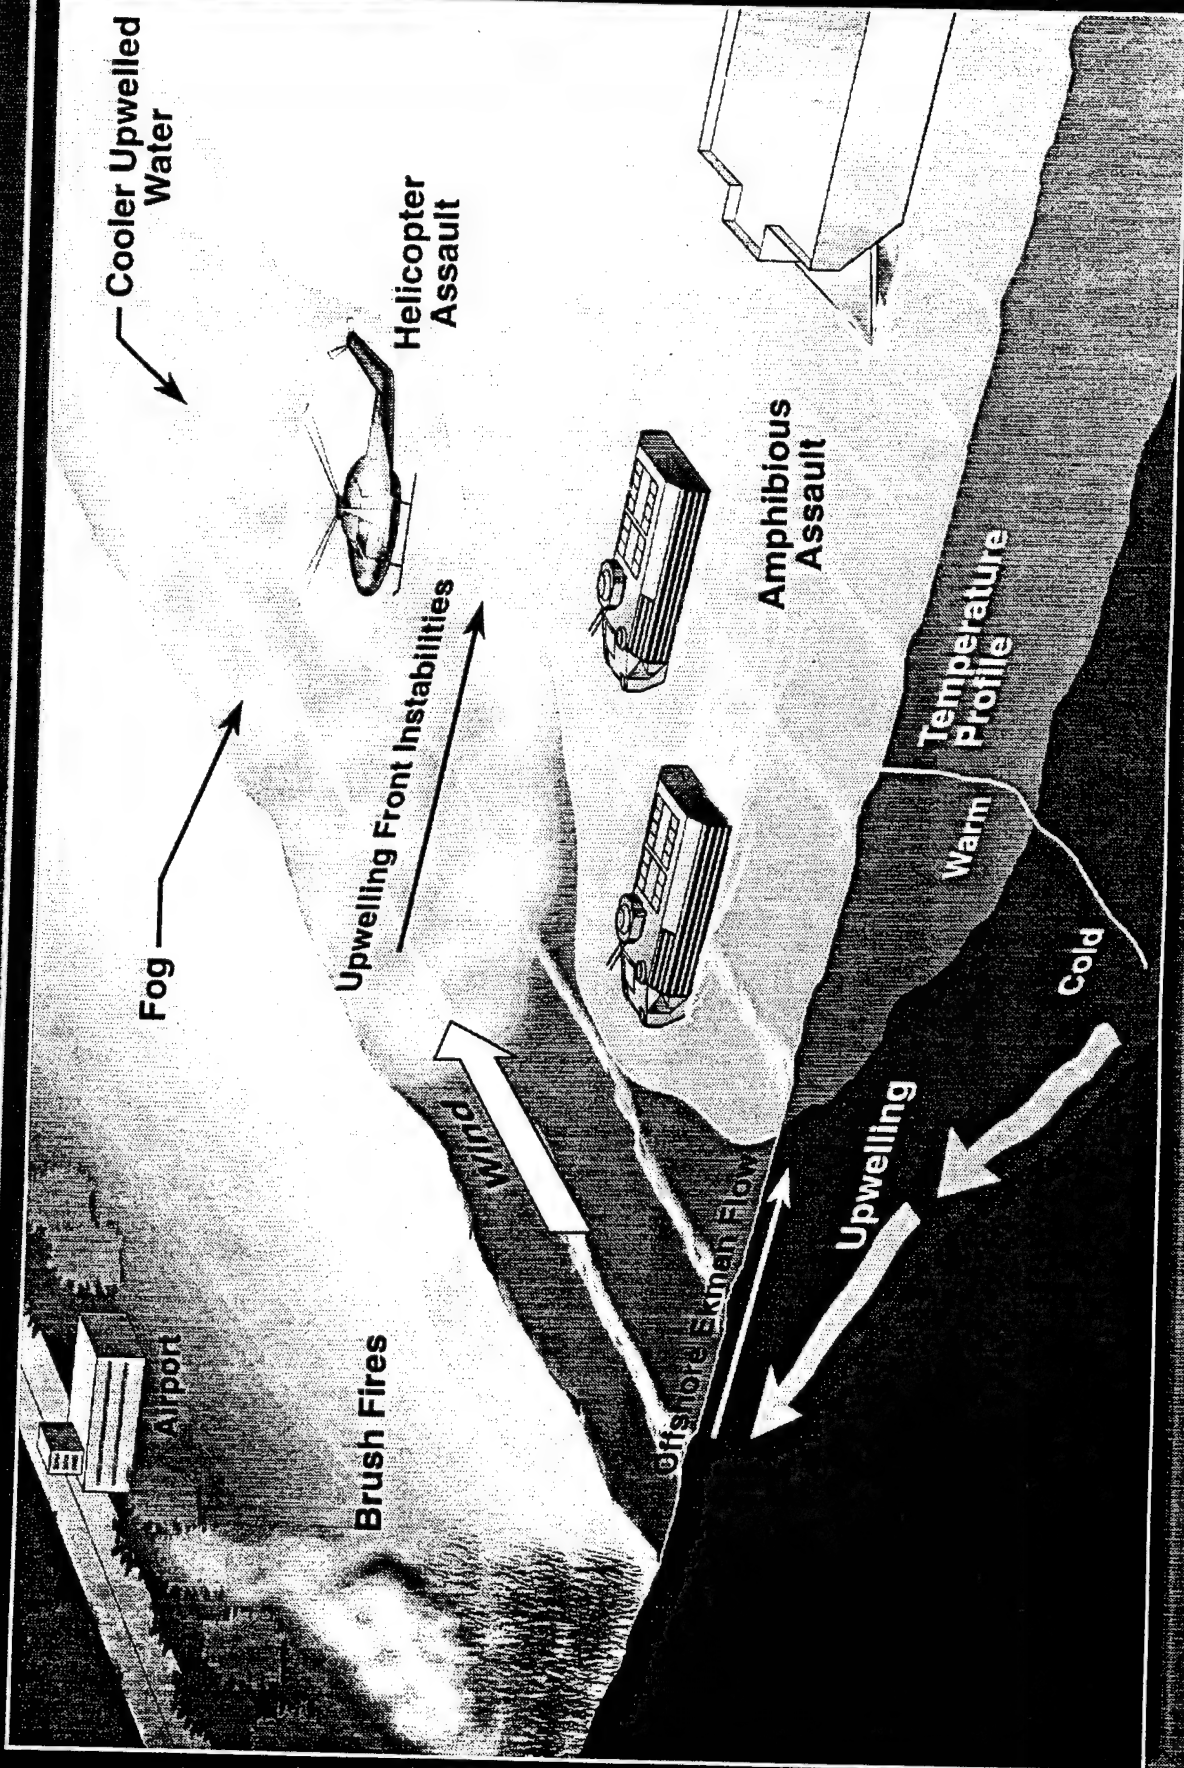 Airport
Brush Fires
Fog
Cooler Upwelled
Water
Wind
Upwelling Front Instabilities
Helicopter
Assault
Offshore Ekman Flow
Amphibious
Assault
Upwelling
Temperature
Profile
Warm
Cold